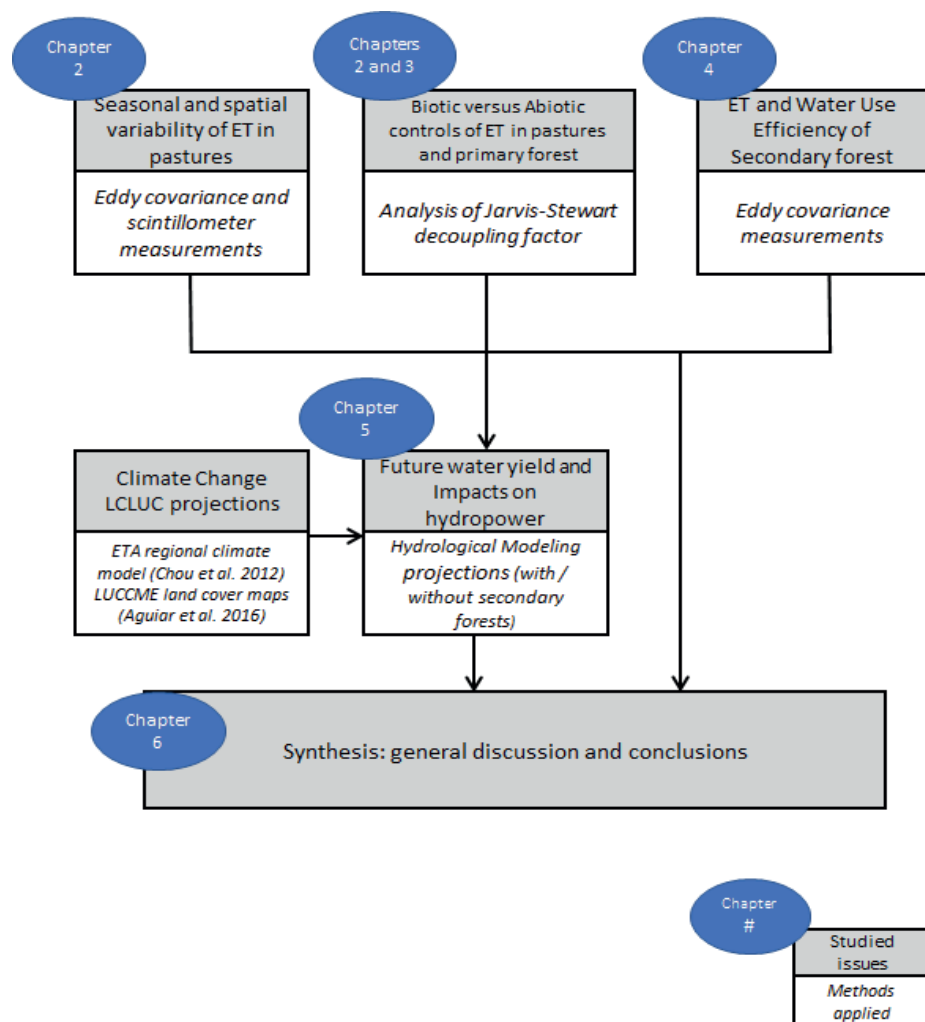 Chapter
2
Seasonal and spatial
variability of ET in
pastures
Eddy covariance and
scintillometer
measurements
Chapters
2 and 3
Biotic versus Abiotic
controls of ET in pastures
and primary forest
Analysis of Jarvis-Stewart
decoupling factor
Chapter
4
ET and Water Use
Efficiency of
Secondary forest
Eddy covariance
measurements
Climate Change
LCLUC projections
ETA regional climate
model (Chou et al. 2012)
LUCCME land cover maps
(Aguiar et al. 2016)
Chapter
5
Future water yield and
Impacts on
hydropower
Hydrological Modeling
projections (with /
without secondary
forests)
Chapter
6
Synthesis: general discussion and conclusions
Chapter
#
Studied
issues
Methods
applied